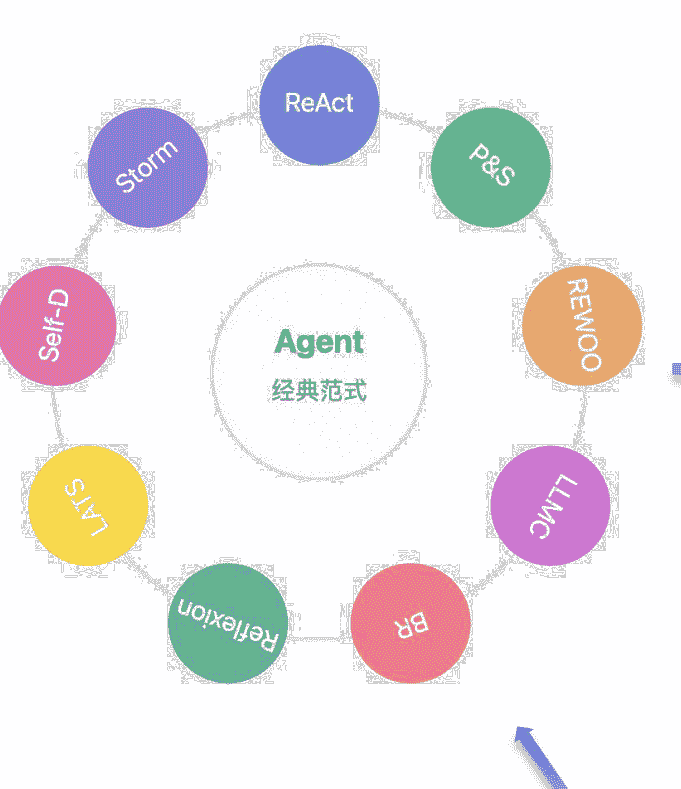 ReAct
P&S
REWOO
LLMC
BR
Reflexion
LATS
Self-D
Storm
Agent
经典范式